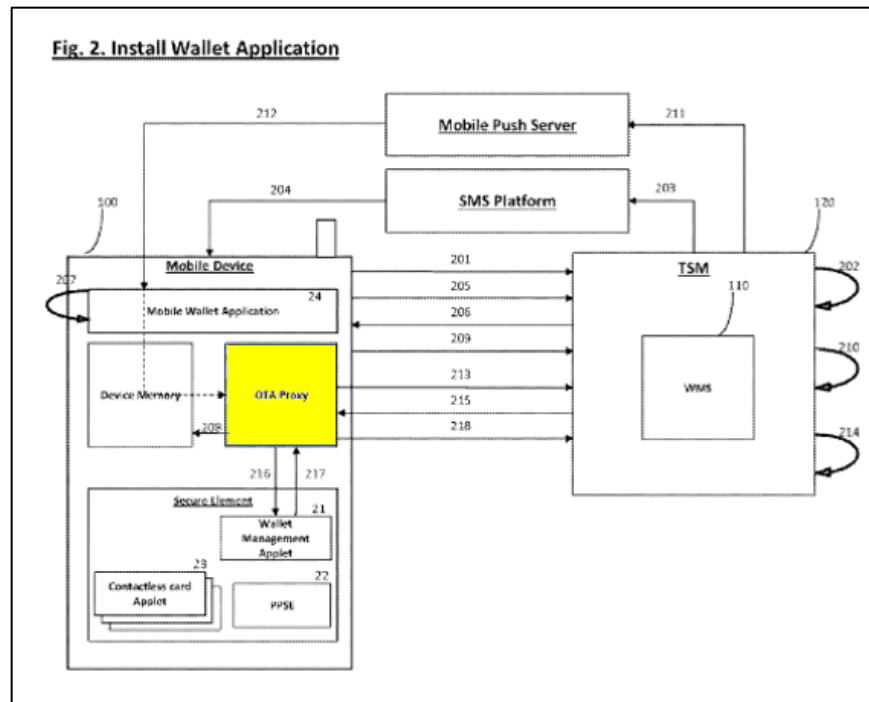 Fig. 2. Install Wallet Application
212
Mobile Push Server
211
204
SMS Platform
203
100
120
Mobile Device
201
TSM
202
207
24
205
110
Mobile Wallet Application
206
209
210
Device Memory
OTA Proxy
213
WMS
215
208
218
214
216
217
Secure Element
21
Wallet
Management
Applet
23
22
Contactless card
Applet
PPSE